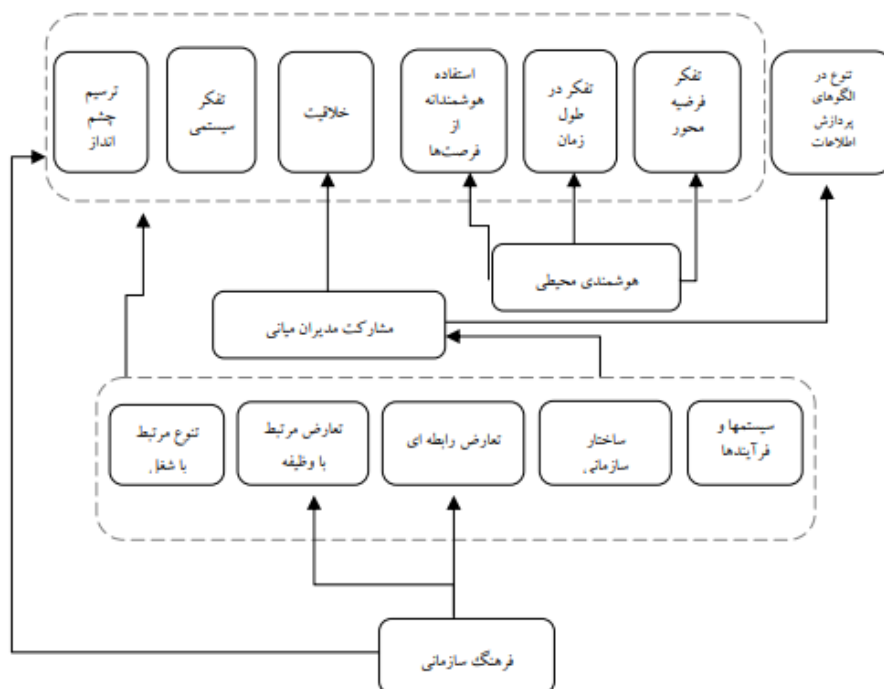 تنوع در
الگوهای
پردازش
اطلاعات
تفکر
فرضیه
محور
تفکر در
طول
زمان
استفاده
هوشمندانه
از
فرصت‌ها
خلاقیت
تفکر
سیستمی
ترسیم
چشم
انداز
هوشمندی محیطی
مشارکت مدیران میانی
سیستمها و
فرآیندها
ساختار
سازمانی
تعارض رابطه ای
تعارض مرتبط
با وظیفه
تنوع مرتبط
با شغل
فرهنگ سازمانی